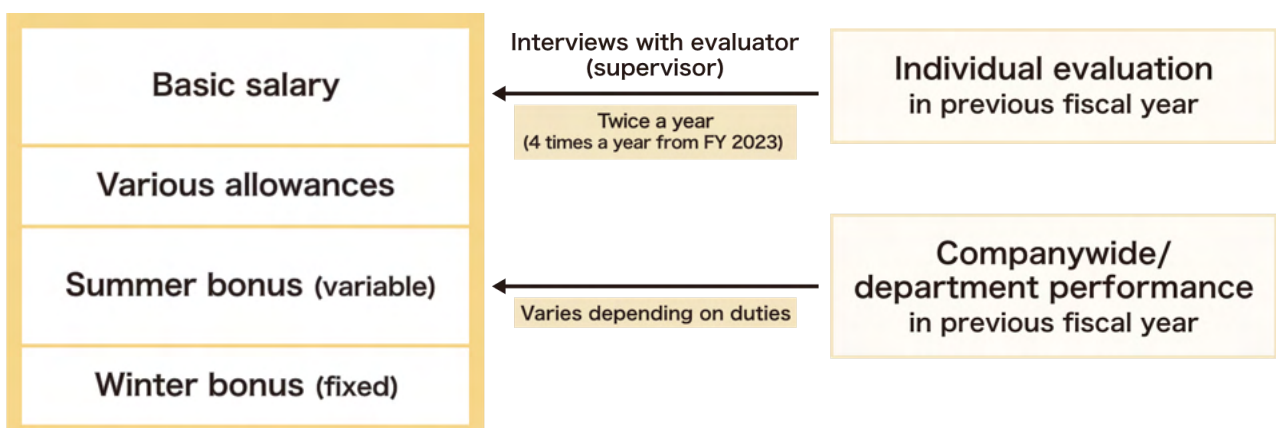 Basic salary
Various allowances
Summer bonus (variable)
Winter bonus (fixed)
Interviews with evaluator
(supervisor)
Twice a year
(4 times a year from FY 2023)
Varies depending on duties
Individual evaluation
in previous fiscal year
Companywide/
department performance
in previous fiscal year